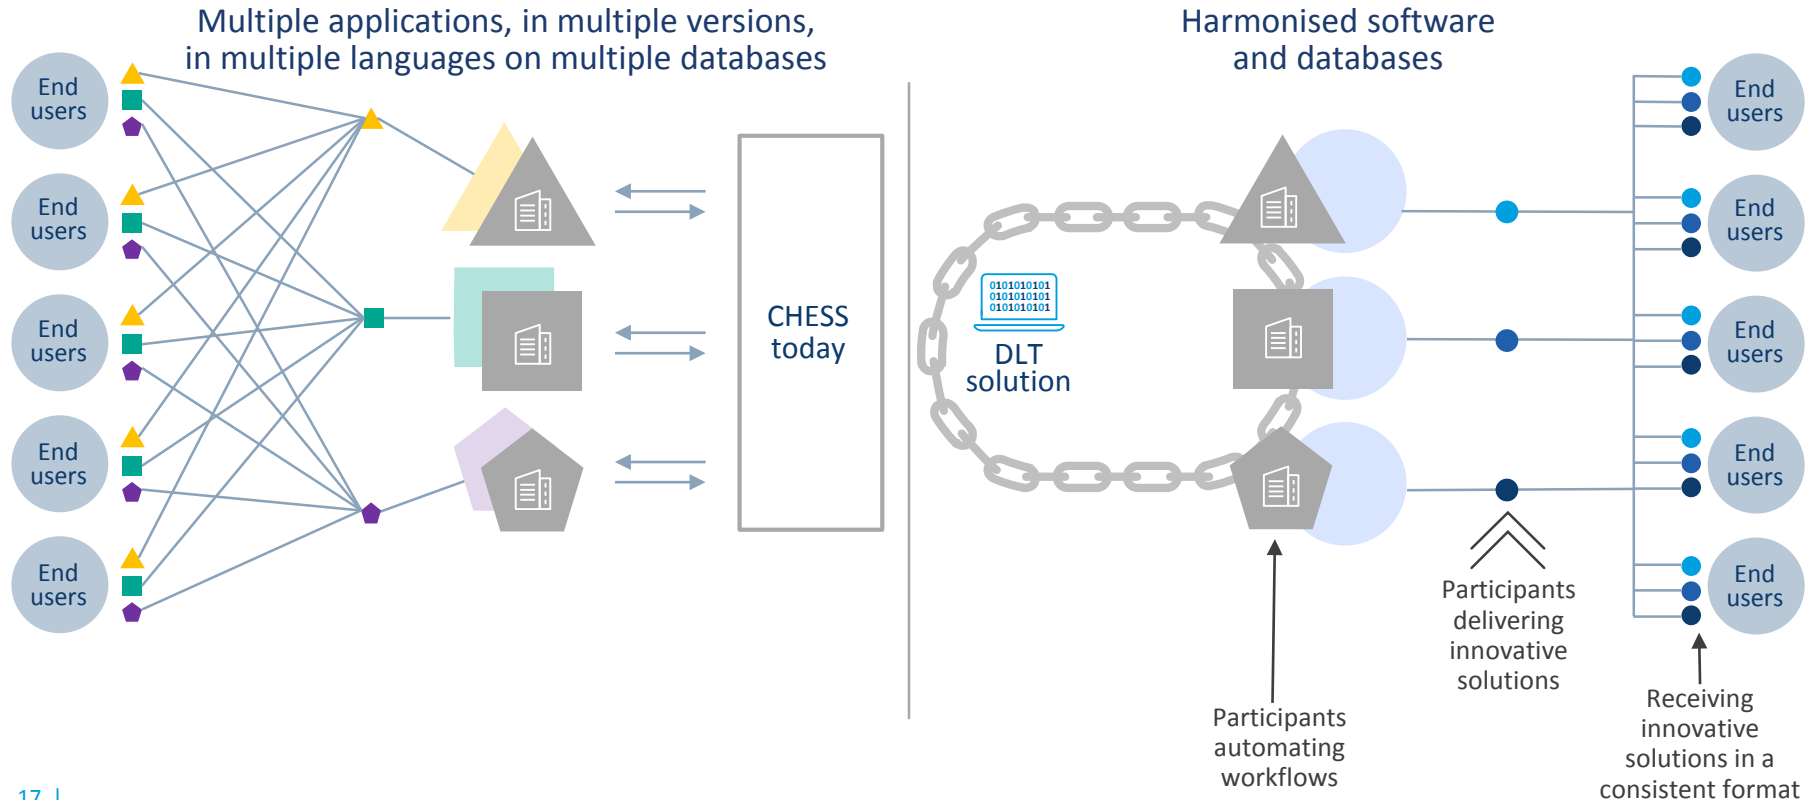 Multiple applications, in multiple versions,
in multiple languages on multiple databases
End
users
End
users
End
users
End
users
End
users
CHESS
today
Harmonised software
and databases
0101010101
0101010101
0101010101
DLT
solution
End
users
End
users
End
users
End
users
End
users
Participants
automating
workflows
Participants
delivering
innovative
solutions
Receiving
innovative
solutions in a
consistent format
17 |